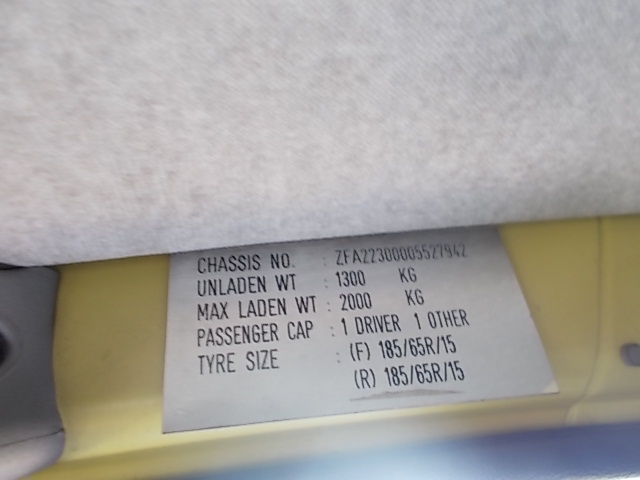 CHASSIS NO. : ZFA22300005527942
UNLADEN WT : 1300 KG
MAX LADEN WT : 2000 KG
PASSENGER CAP : 1 DRIVER 1 OTHER
TYRE SIZE : (F) 185/65R/15
(R) 185/65R/15